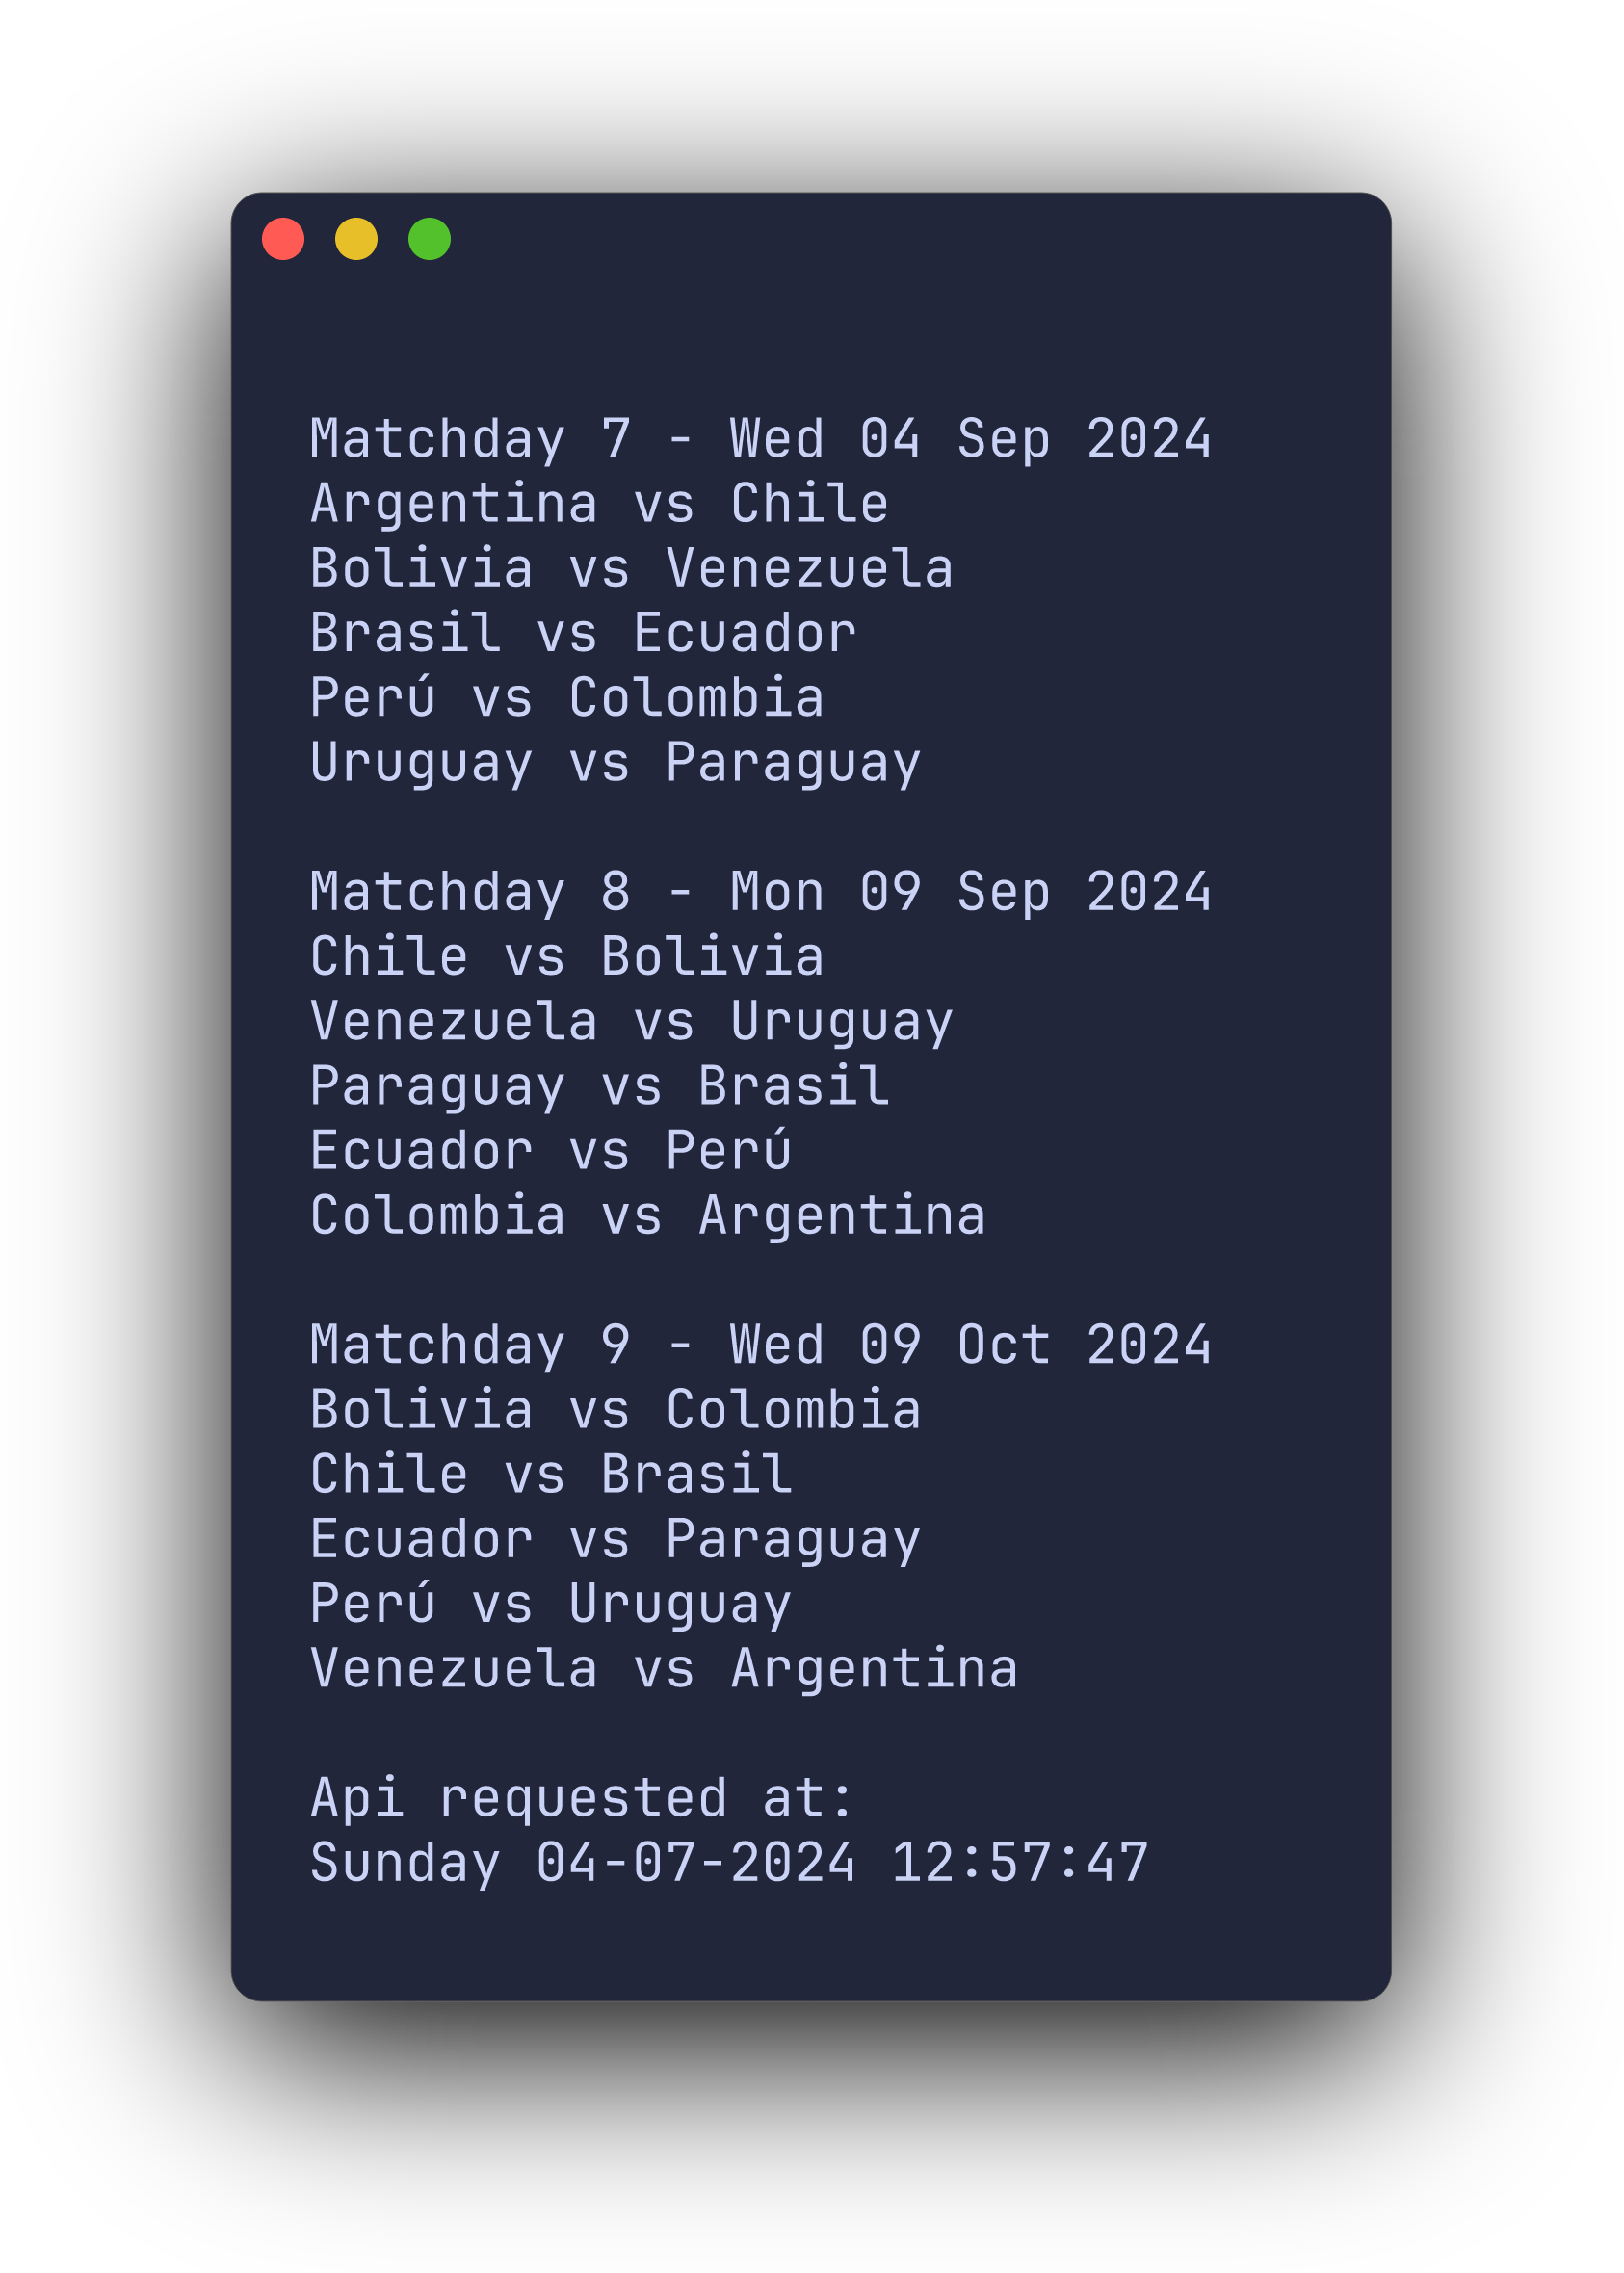 Matchday 7 - Wed 04 Sep 2024
Argentina vs Chile
Bolivia vs Venezuela
Brasil vs Ecuador
Perú vs Colombia
Uruguay vs Paraguay
Matchday 8 - Mon 09 Sep 2024
Chile vs Bolivia
Venezuela vs Uruguay
Paraguay vs Brasil
Ecuador vs Perú
Colombia vs Argentina
Matchday 9 - Wed 09 Oct 2024
Bolivia vs Colombia
Chile vs Brasil
Ecuador vs Paraguay
Perú vs Uruguay
Venezuela vs Argentina
Api requested at:
Sunday 04-07-2024 12:57:47